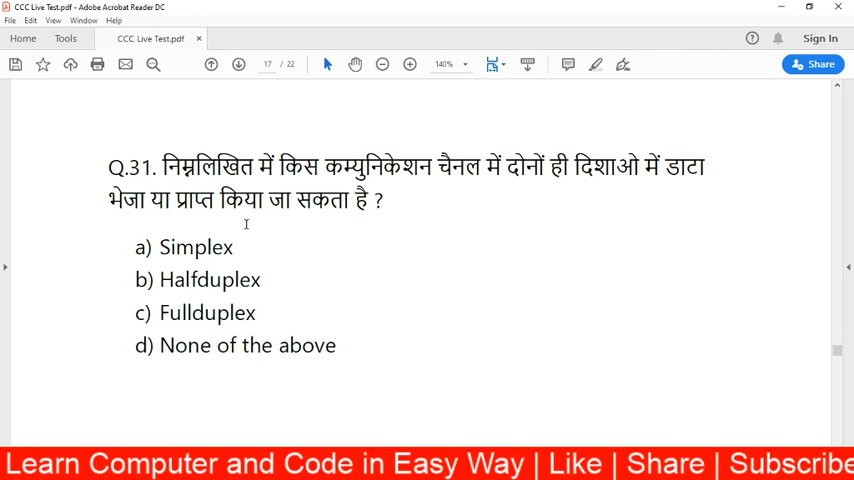 CCC Live Test.pdf - Adobe Acrobat Reader DC
File Edit View Window Help
Home Tools CCC Live Test.pdf × Sign In
17 / 22 140% Share
Q.31. निम्नलिखित में किस कम्युनिकेशन चैनल में दोनों ही दिशाओ में डाटा
भेजा या प्राप्त किया जा सकता है ?
a) Simplex
b) Halfduplex
c) Fullduplex
d) None of the above
Learn Computer and Code in Easy Way | Like | Share | Subscribe